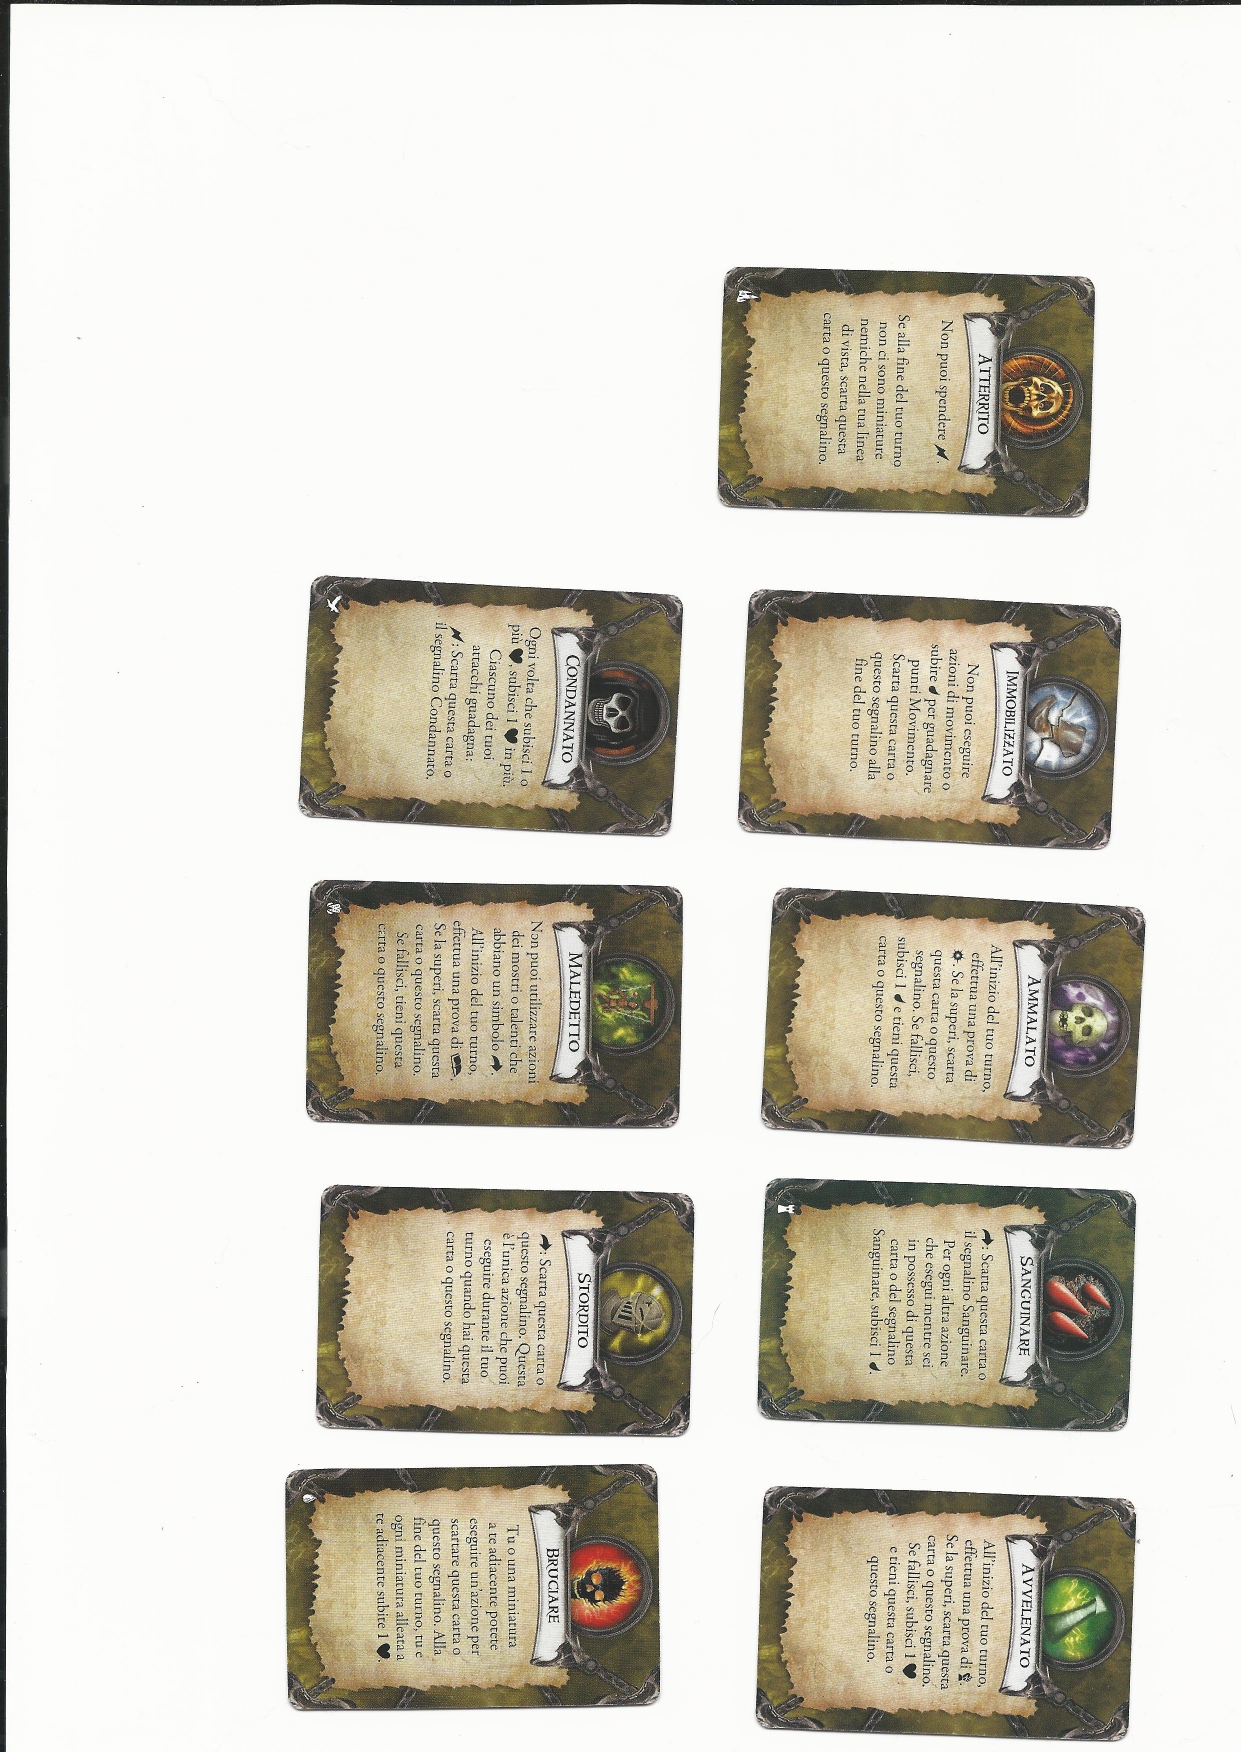 ATTERRITO
Non puoi spendere .
Se alla fine del tuo turno
non ci sono miniature
nemiche nella tua linea
di vista, scarta questa
carta o questo segnalino.
IMMOBILIZZATO
Non puoi eseguire
azioni di movimento o
subire per guadagnare
punti Movimento.
Scarta questa carta o
questo segnalino alla
fine del tuo turno.
AMMALATO
All'inizio del tuo turno,
effettua una prova di
. Se la superi, scarta
questa carta o questo
segnalino. Se fallisci,
subisci 1 e tieni questa
carta o questo segnalino.
SANGUINARE
: Scarta questa carta o
il segnalino Sanguinare.
Per ogni altra azione
che esegui mentre sei
in possesso di questa
carta o del segnalino
Sanguinare, subisci 1 .
AVVELENATO
All'inizio del tuo turno,
effettua una prova di .
Se la superi, scarta questa
carta o questo segnalino.
Se fallisci, subisci 1
e tieni questa carta o
questo segnalino.
CONDANNATO
Ogni volta che subisci 1 o
più , subisci 1 in più.
Ciascuno dei tuoi
attacchi guadagna:
: Scarta questa carta o
il segnalino Condannato.
MALEDETTO
Non puoi utilizzare azioni
dei mostri o talenti che
abbiano un simbolo .
All'inizio del tuo turno,
effettua una prova di .
Se la superi, scarta questa
carta o questo segnalino.
Se fallisci, tieni questa
carta o questo segnalino.
STORDITO
: Scarta questa carta o
questo segnalino. Questa
è l'unica azione che puoi
eseguire durante il tuo
turno quando hai questa
carta o questo segnalino.
BRUCIARE
Tu o una miniatura
a te adiacente potete
eseguire un'azione per
scartare questa carta o
questo segnalino. Alla
fine del tuo turno, tu e
ogni miniatura alleata a
te adiacente subite 1 .